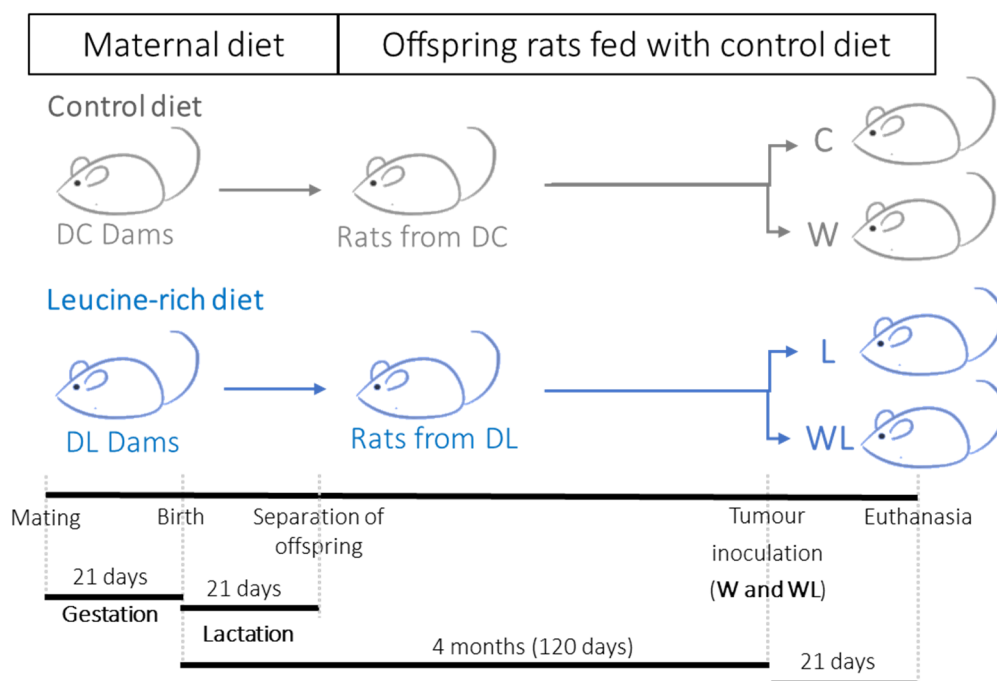 Maternal diet
Offspring rats fed with control diet
Control diet
DC Dams
Rats from DC
C
W
Leucine-rich diet
DL Dams
Rats from DL
L
WL
Mating
Birth
Separation of
offspring
Tumour
inoculation
(W and WL)
Euthanasia
21 days
Gestation
21 days
Lactation
4 months (120 days)
21 days